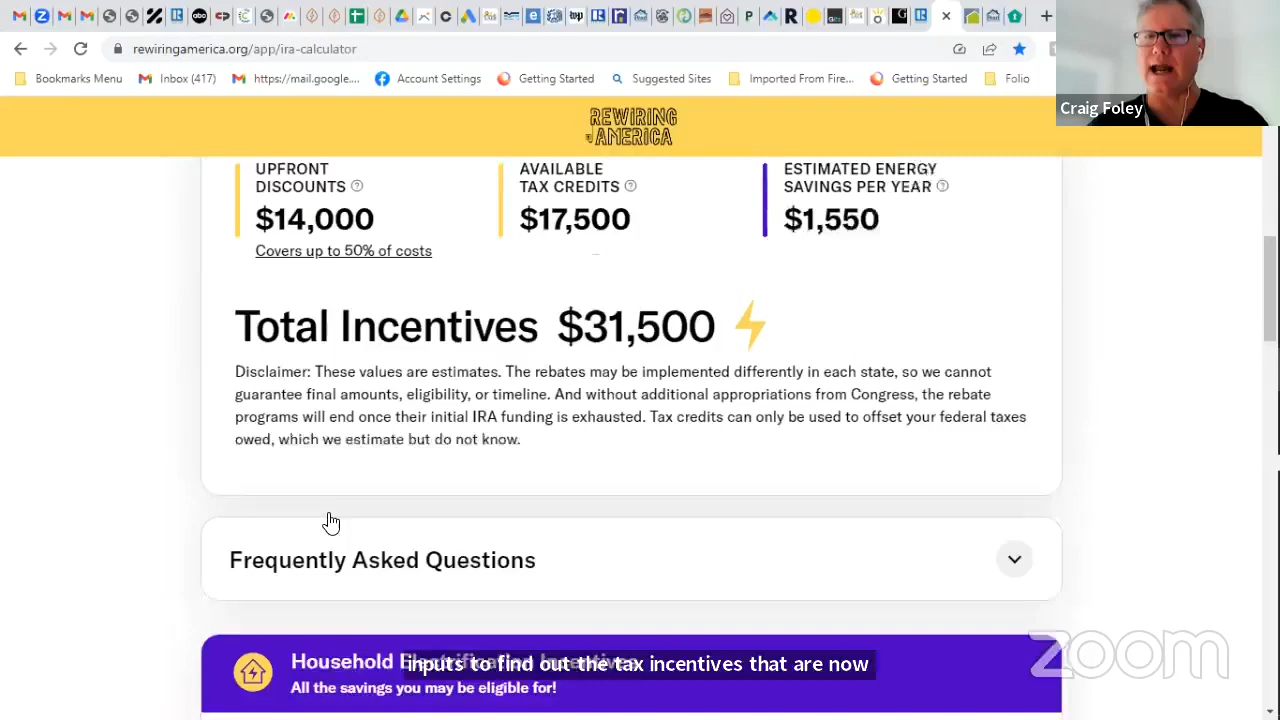 rewiringamerica.org/app/ira-calculator
Bookmarks Menu
Inbox (417)
https://mail.google....
Account Settings
Getting Started
Suggested Sites
Imported From Fire...
Getting Started
Folio
Craig Foley
REWIRING
AMERICA
UPFRONT
DISCOUNTS
$14,000
Covers up to 50% of costs
AVAILABLE
TAX CREDITS
$17,500
ESTIMATED ENERGY
SAVINGS PER YEAR
$1,550
Total Incentives $31,500
Disclaimer: These values are estimates. The rebates may be implemented differently in each state, so we cannot
guarantee final amounts, eligibility, or timeline. And without additional appropriations from Congress, the rebate
programs will end once their initial IRA funding is exhausted. Tax credits can only be used to offset your federal taxes
owed, which we estimate but do not know.
Frequently Asked Questions
Household
inputs to find out the tax incentives that are now
All the savings you may be eligible for!
zoom